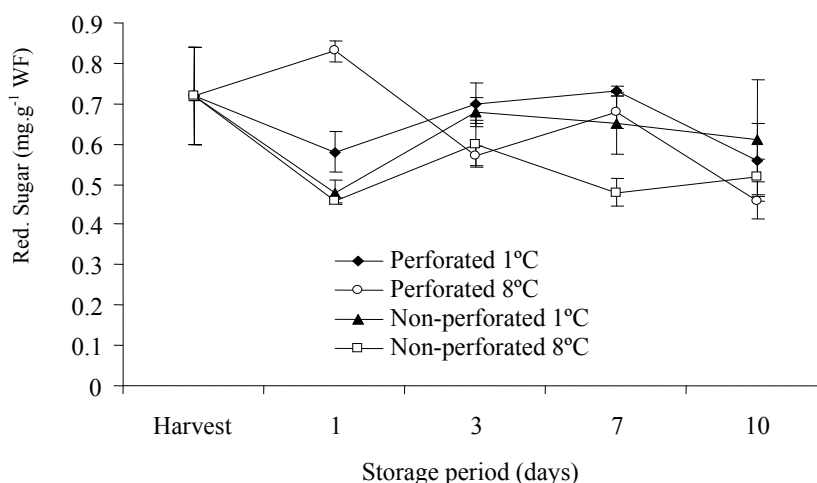 Red. Sugar (mg.g⁻¹ WF)
0.9
0.8
0.7
0.6
0.5
0.4
0.3
0.2
0.1
0
Perforated 1ºC
Perforated 8ºC
Non-perforated 1ºC
Non-perforated 8ºC
Harvest 1 3 7 10
Storage period (days)